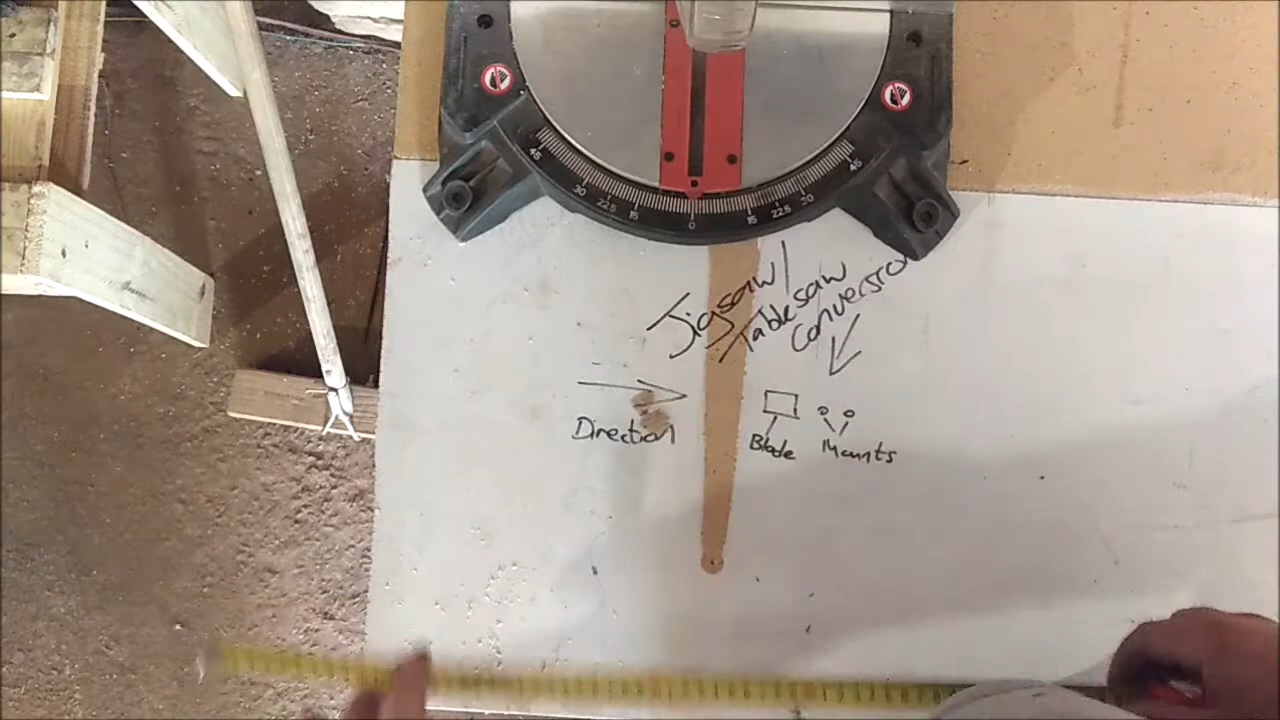 45 30 22.5 15 0 15 22.5 30 45
Jigsaw/
Tablesaw
conversion
Direction
Blade
Mounts